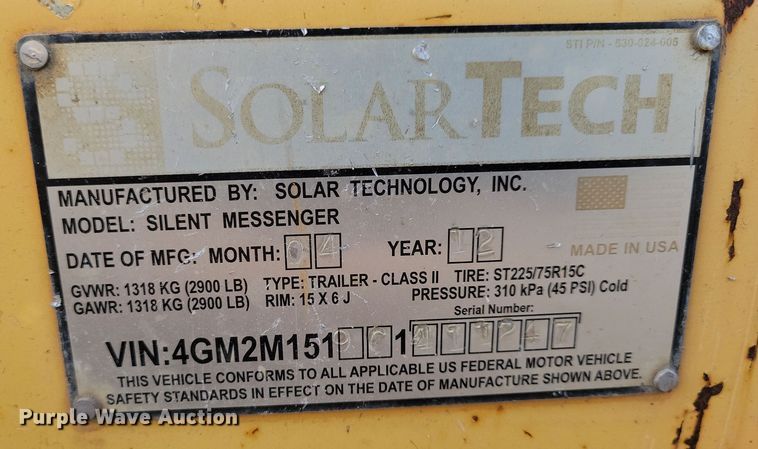 STI P/N - 630-024-005
SOLARTECH
MANUFACTURED BY: SOLAR TECHNOLOGY, INC.
MODEL: SILENT MESSENGER
DATE OF MFG: MONTH: 04 YEAR: 12
MADE IN USA
GVWR: 1318 KG (2900 LB) TYPE: TRAILER - CLASS II TIRE: ST225/75R15C
GAWR: 1318 KG (2900 LB) RIM: 15 X 6 J PRESSURE: 310 kPa (45 PSI) Cold
Serial Number:
VIN:4GM2M151
THIS VEHICLE CONFORMS TO ALL APPLICABLE US FEDERAL MOTOR VEHICLE
SAFETY STANDARDS IN EFFECT ON THE DATE OF MANUFACTURE SHOWN ABOVE.
Purple Wave Auction